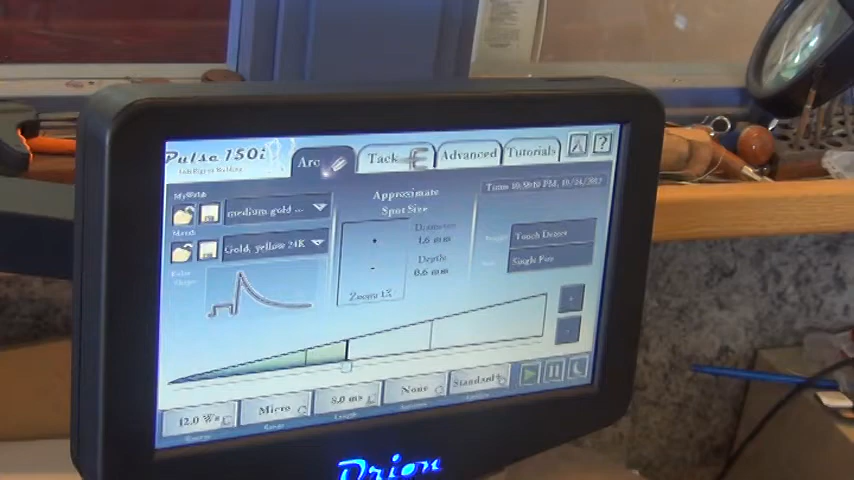 Pulse 150i
Arc
Tack
Advanced
Tutorials
?
medium gold ...
Gold, yellow 24K
Approximate
Spot Size
Diameter
1.6 mm
Depth
0.6 mm
Zoom 1%
Touch Detect
Single Fire
+
-
12.0 Ws
Micro
8.0 ms
None
Standard
Orion